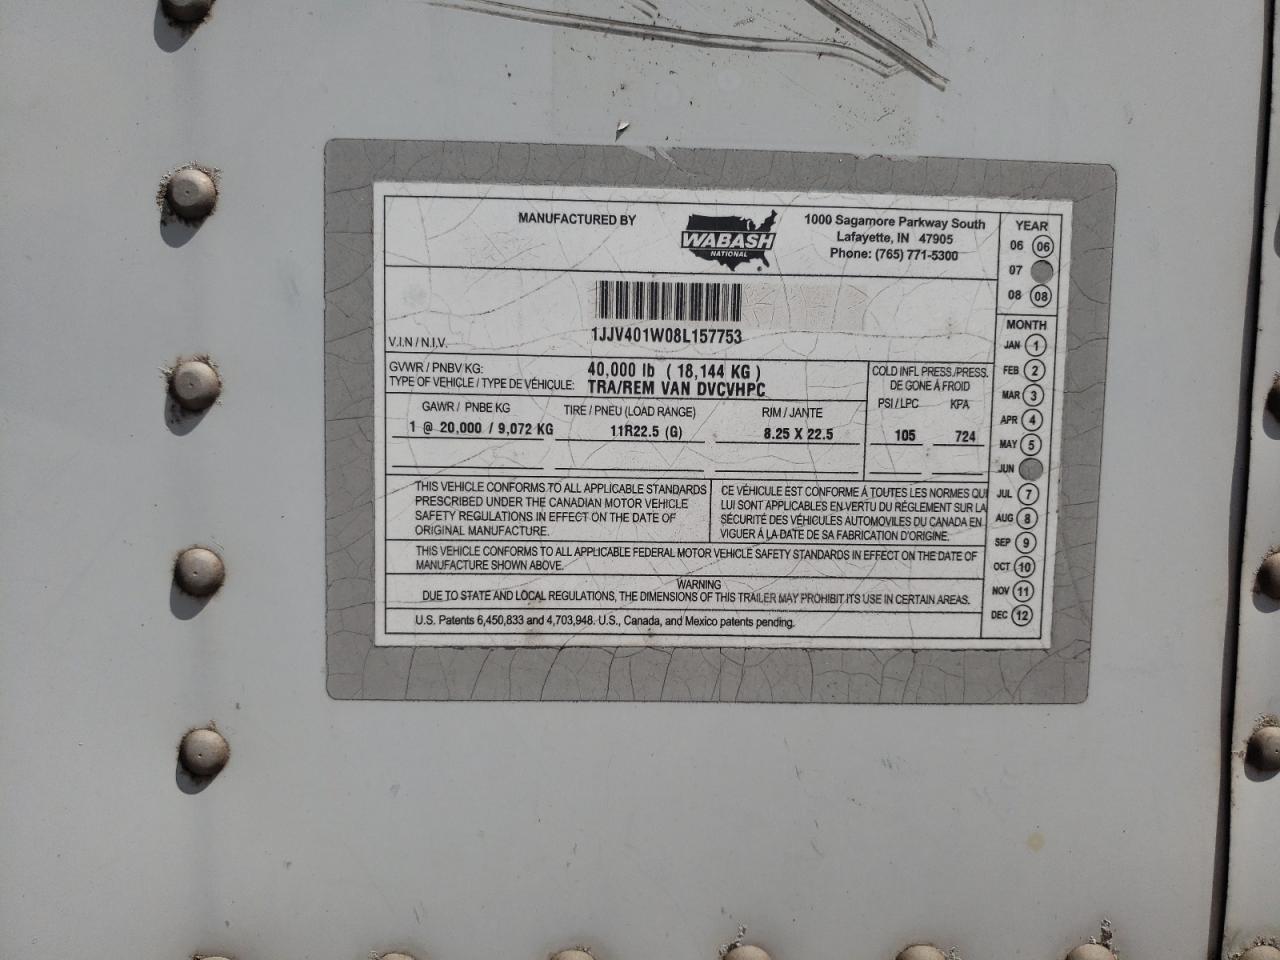 MANUFACTURED BY
WABASH
NATIONAL
1000 Sagamore Parkway South
Lafayette, IN 47905
Phone: (765) 771-5300
V.I.N / N.I.V.
1JJV401W08L157753
GVWR / PNBV KG: 40,000 lb ( 18,144 KG )
TYPE OF VEHICLE / TYPE DE VÉHICULE: TRA/REM VAN DVCVHPC
COLD INFL PRESS./PRESS.
DE GONE À FROID
GAWR / PNBE KG TIRE / PNEU (LOAD RANGE) RIM / JANTE PSI / LPC KPA
1 @ 20,000 / 9,072 KG 11R22.5 (G) 8.25 X 22.5 105 724
THIS VEHICLE CONFORMS TO ALL APPLICABLE STANDARDS
PRESCRIBED UNDER THE CANADIAN MOTOR VEHICLE
SAFETY REGULATIONS IN EFFECT ON THE DATE OF
ORIGINAL MANUFACTURE.
CE VÉHICULE EST CONFORME À TOUTES LES NORMES QUI
LUI SONT APPLICABLES EN-VERTU DU RÉGLEMENT SUR LA
SÉCURITÉ DES VÉHICULES AUTOMOVILES DU CANADA EN
VIGUER À LA DATE DE SA FABRICATION D'ORIGINE.
THIS VEHICLE CONFORMS TO ALL APPLICABLE FEDERAL MOTOR VEHICLE SAFETY STANDARDS IN EFFECT ON THE DATE OF
MANUFACTURE SHOWN ABOVE.
WARNING
DUE TO STATE AND LOCAL REGULATIONS, THE DIMENSIONS OF THIS TRAILER MAY PROHIBIT ITS USE IN CERTAIN AREAS.
U.S. Patents 6,450,833 and 4,703,948. U.S., Canada, and Mexico patents pending.
YEAR
06 06
07
08 08
MONTH
JAN 1
FEB 2
MAR 3
APR 4
MAY 5
JUN
JUL 7
AUG 8
SEP 9
OCT 10
NOV 11
DEC 12